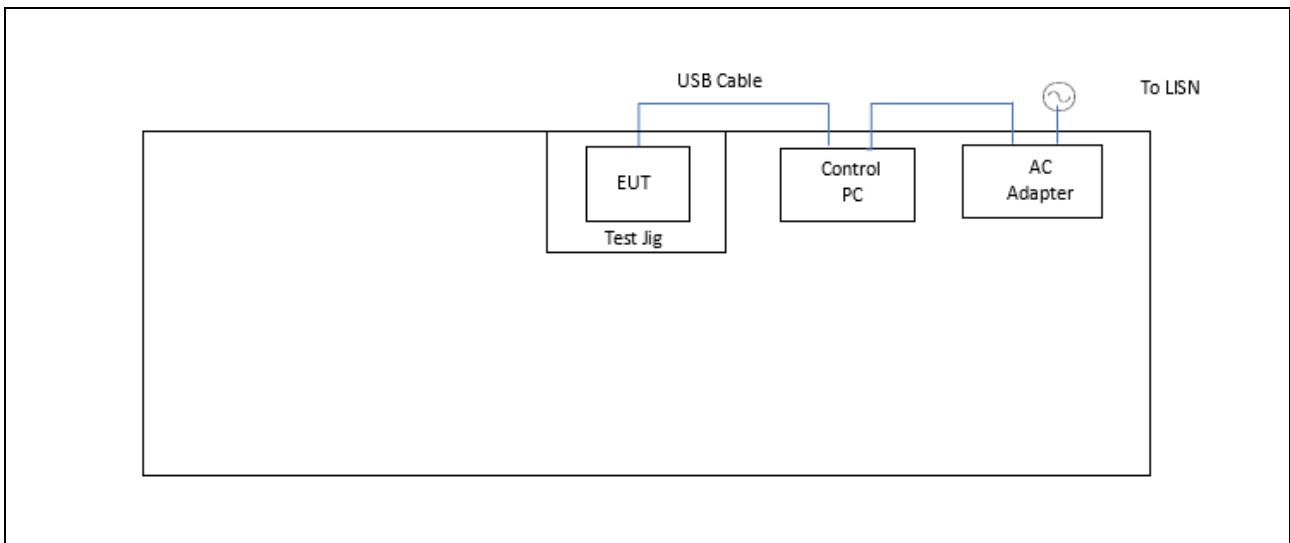 USB Cable
To LISN
EUT
Test Jig
Control
PC
AC
Adapter